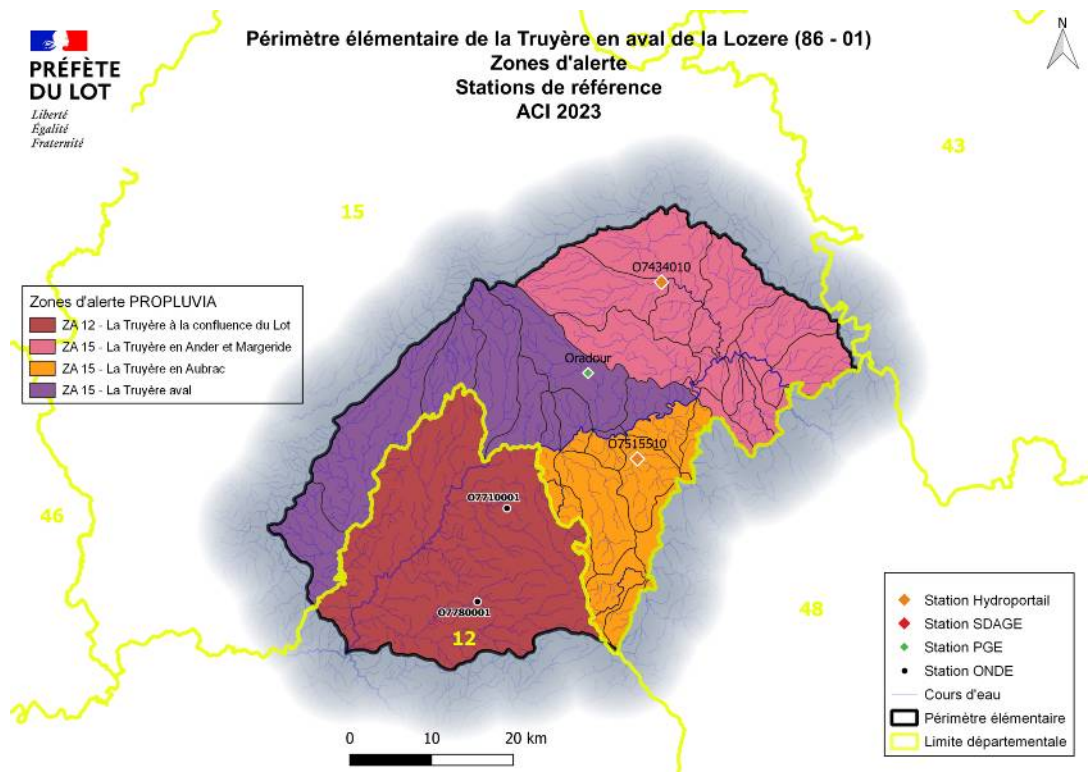 Périmètre élémentaire de la Truyère en aval de la Lozere (86 - 01)
Zones d'alerte
Stations de référence
ACI 2023
PRÉFÈTE
DU LOT
Liberté
Égalité
Fraternité
N
43
15
O7434010
Zones d'alerte PROPLUVIA
ZA 12 - La Truyère à la confluence du Lot
ZA 15 - La Truyère en Ander et Margeride
ZA 15 - La Truyère en Aubrac
ZA 15 - La Truyère aval
Oradour
O7515510
O7710001
46
O7780001
12
48
Station Hydroportail
Station SDAGE
Station PGE
Station ONDE
Cours d'eau
Périmètre élémentaire
Limite départementale
0 10 20 km